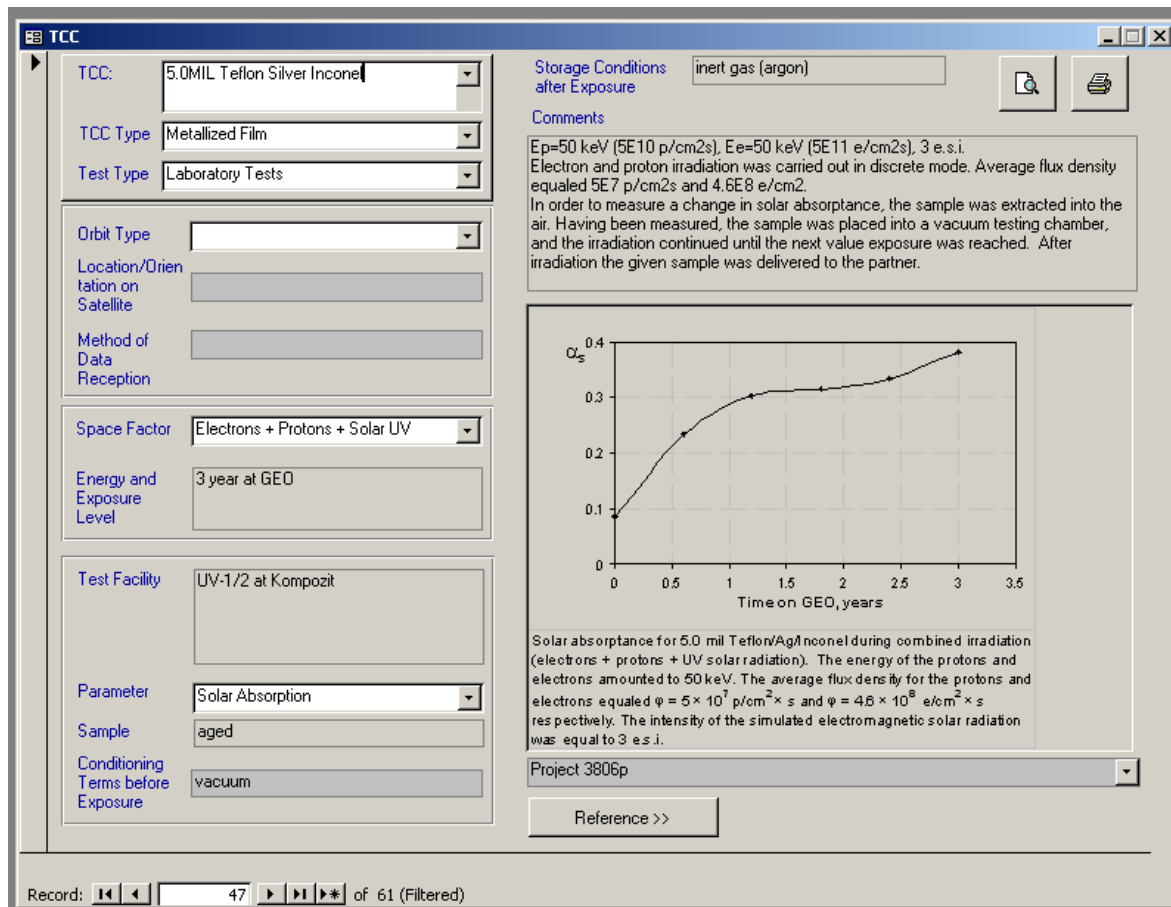 TCC
TCC:
5.0MIL Teflon Silver Inconel
TCC Type
Metallized Film
Test Type
Laboratory Tests
Orbit Type
Location/Orien
tation on
Satellite
Method of
Data
Reception
Space Factor
Electrons + Protons + Solar UV
Energy and
Exposure
Level
3 year at GEO
Test Facility
UV-1/2 at Kompozit
Parameter
Solar Absorption
Sample
aged
Conditioning
Terms before
Exposure
vacuum
Storage Conditions
after Exposure
inert gas (argon)
Comments
Ep=50 keV (5E10 p/cm2s), Ee=50 keV (5E11 e/cm2s), 3 e.s.i.
Electron and proton irradiation was carried out in discrete mode. Average flux density
equaled 5E7 p/cm2s and 4.6E8 e/cm2.
In order to measure a change in solar absorptance, the sample was extracted into the
air. Having been measured, the sample was placed into a vacuum testing chamber,
and the irradiation continued until the next value exposure was reached. After
irradiation the given sample was delivered to the partner.
αs
0.4
0.3
0.2
0.1
0
0 0.5 1 1.5 2 2.5 3 3.5
Time on GEO, years
Solar absorptance for 5.0 mil Teflon/Ag/Inconel during combined irradiation
(electrons + protons + UV solar radiation). The energy of the protons and
electrons amounted to 50 keV. The average flux density for the protons and
electrons equaled φ = 5 × 10⁷ p/cm² × s and φ = 4.6 × 10⁸ e/cm² × s
respectively. The intensity of the simulated electromagnetic solar radiation
was equal to 3 e.s.i.
Project 3806p
Reference >>
Record: 47 of 61 (Filtered)